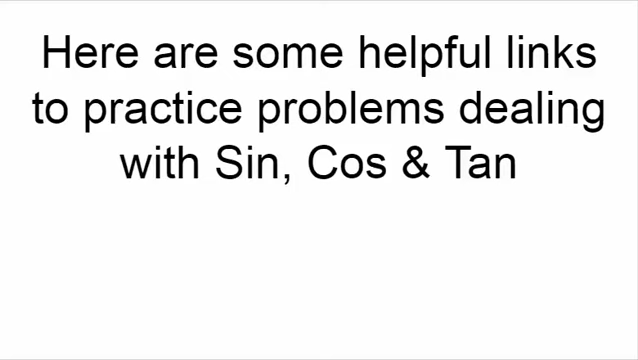 Here are some helpful links
to practice problems dealing
with Sin, Cos & Tan